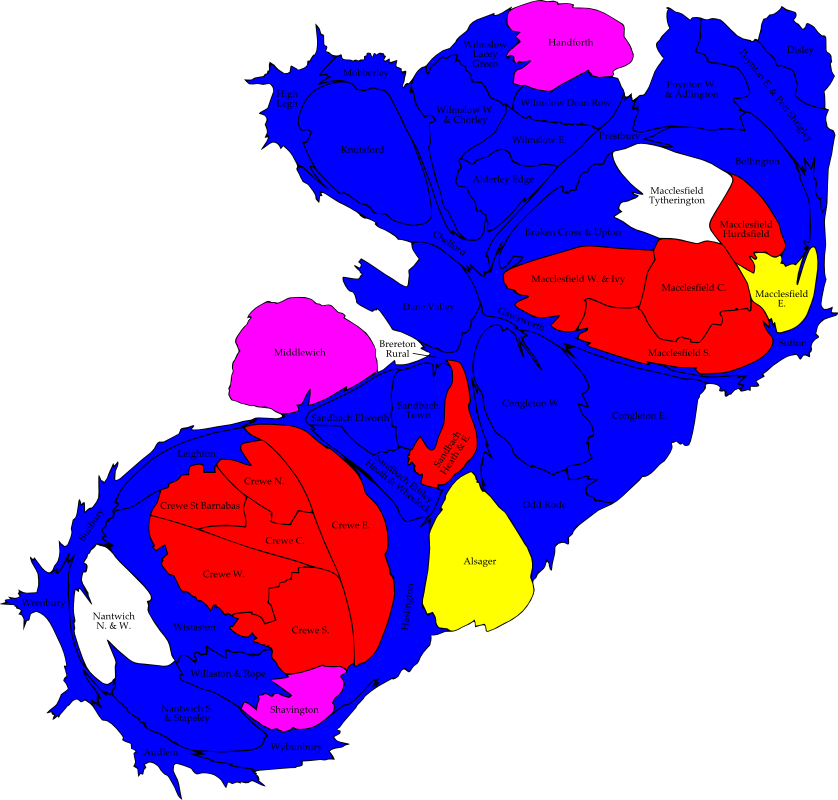 Handforth
Wilmslow
Lacey
Green
Disley
Mobberley
Poynton W.
& Adlington
Poynton E. & Pott Shrigley
High
Legh
Wilmslow Dean Row
Wilmslow W.
& Chorley
Wilmslow E.
Prestbury
Knutsford
Bollington
Alderley Edge
Macclesfield
Tytherington
Macclesfield
Hurdsfield
Broken Cross & Upton
Chelford
Macclesfield W. & Ivy
Macclesfield C.
Macclesfield
E.
Dane Valley
Gawsworth
Sutton
Macclesfield S.
Brereton
Rural
Middlewich
Congleton W.
Congleton E.
Sandbach
Town
Sandbach Elworth
Sandbach
Heath & E.
Leighton
Sandbach Ettiley
Heath & Wheelock
Crewe N.
Odd Rode
Crewe St Barnabas
Crewe E.
Bunbury
Crewe C.
Alsager
Crewe W.
Haslington
Wrenbury
Nantwich
N. & W.
Wistaston
Crewe S.
Willaston & Rope
Shavington
Nantwich S.
& Stapeley
Wybunbury
Audlem